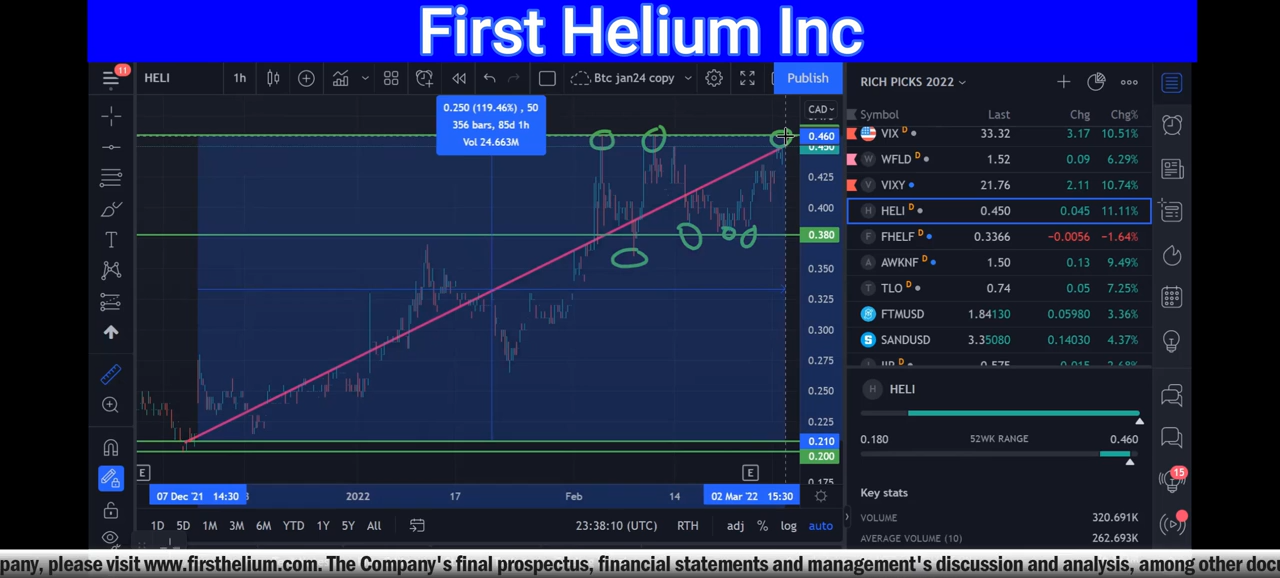 First Helium Inc
11
HELI
1h
Btc jan24 copy
Publish
RICH PICKS 2022
CAD
Symbol Last Chg Chg%
VIX D 33.32 3.17 10.51%
WFLD D 1.52 0.09 6.29%
VIXY 21.76 2.11 10.74%
HELI D 0.450 0.045 11.11%
FHELF D 0.3366 −0.0056 −1.64%
AWKNF D 1.50 0.13 9.49%
TLO D 0.74 0.05 7.25%
FTMUSD 1.84130 0.05980 3.36%
SANDUSD 3.35080 0.14030 4.37%
0.250 (119.46%) , 50
356 bars, 85d 1h
Vol 24.663M
0.460
0.450
0.425
0.400
0.380
0.350
0.325
0.300
0.275
0.250
0.225
0.210
0.200
0.175
E
E
07 Dec '21 14:30
2022
17
Feb
14
02 Mar '22 15:30
1D 5D 1M 3M 6M YTD 1Y 5Y All
23:38:10 (UTC)
RTH
adj % log auto
H HELI
0.180 52WK RANGE 0.460
Key stats
VOLUME 320.691K
AVERAGE VOLUME (10) 262.693K
15
pany, please visit www.firsthelium.com. The Company's final prospectus, financial statements and management's discussion and analysis, among other docu